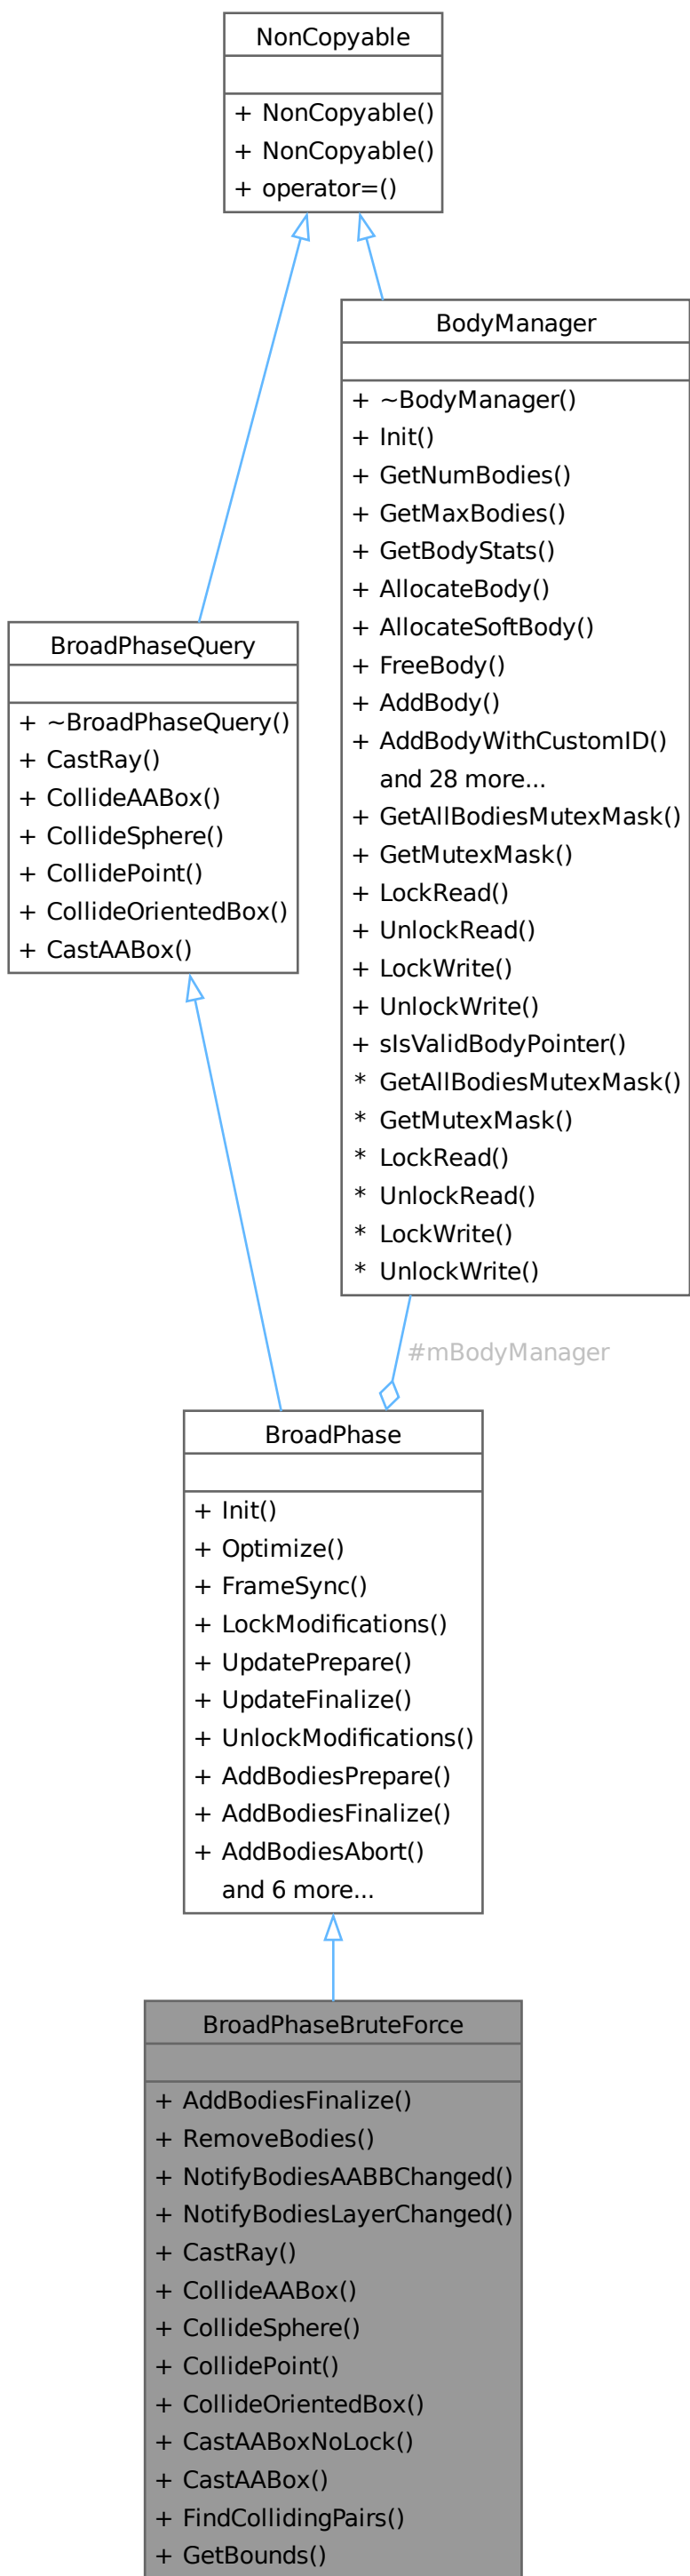 NonCopyable
+ NonCopyable()
+ NonCopyable()
+ operator=()
BodyManager
+ ~BodyManager()
+ Init()
+ GetNumBodies()
+ GetMaxBodies()
+ GetBodyStats()
+ AllocateBody()
+ AllocateSoftBody()
+ FreeBody()
+ AddBody()
+ AddBodyWithCustomID()
and 28 more...
+ GetAllBodiesMutexMask()
+ GetMutexMask()
+ LockRead()
+ UnlockRead()
+ LockWrite()
+ UnlockWrite()
+ sIsValidBodyPointer()
* GetAllBodiesMutexMask()
* GetMutexMask()
* LockRead()
* UnlockRead()
* LockWrite()
* UnlockWrite()
BroadPhaseQuery
+ ~BroadPhaseQuery()
+ CastRay()
+ CollideAABox()
+ CollideSphere()
+ CollidePoint()
+ CollideOrientedBox()
+ CastAABox()
#mBodyManager
BroadPhase
+ Init()
+ Optimize()
+ FrameSync()
+ LockModifications()
+ UpdatePrepare()
+ UpdateFinalize()
+ UnlockModifications()
+ AddBodiesPrepare()
+ AddBodiesFinalize()
+ AddBodiesAbort()
and 6 more...
BroadPhaseBruteForce
+ AddBodiesFinalize()
+ RemoveBodies()
+ NotifyBodiesAABBChanged()
+ NotifyBodiesLayerChanged()
+ CastRay()
+ CollideAABox()
+ CollideSphere()
+ CollidePoint()
+ CollideOrientedBox()
+ CastAABoxNoLock()
+ CastAABox()
+ FindCollidingPairs()
+ GetBounds()